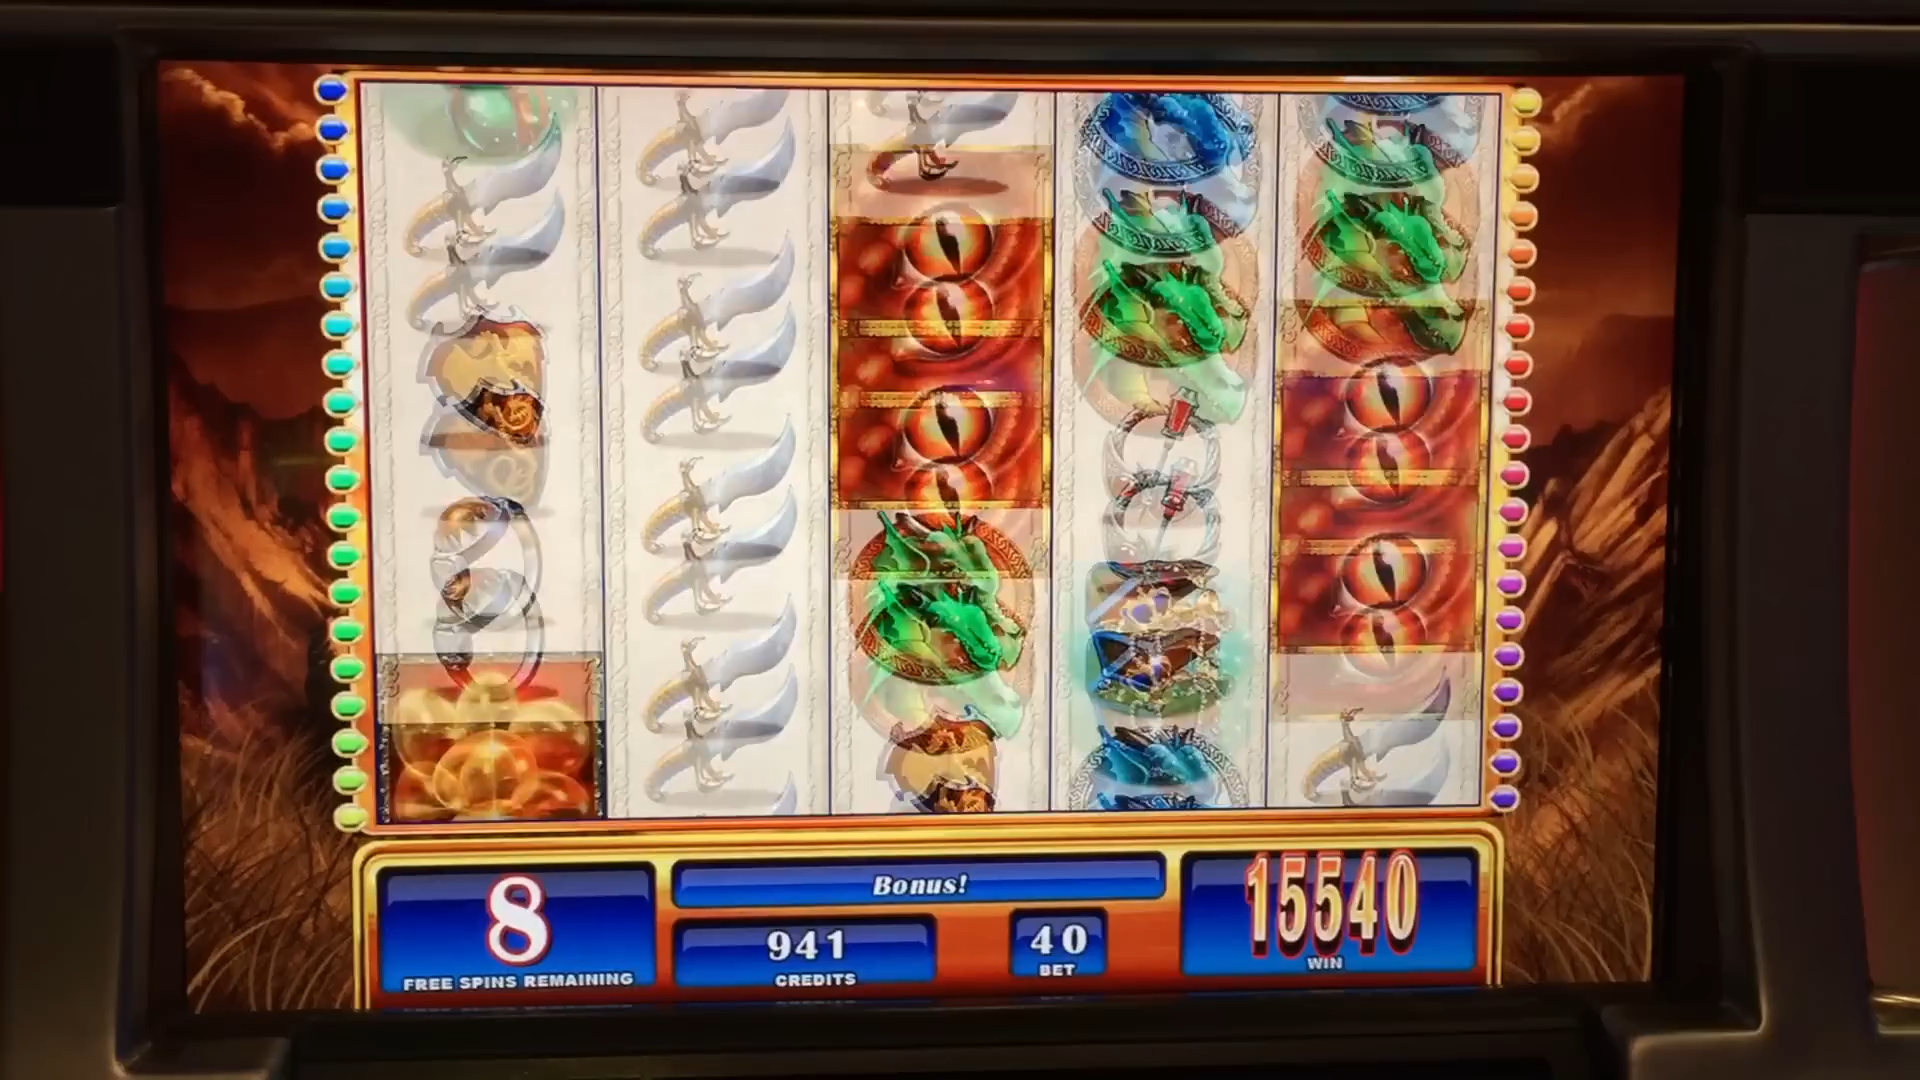 8
FREE SPINS REMAINING
Bonus!
941
CREDITS
40
BET
15540
WIN